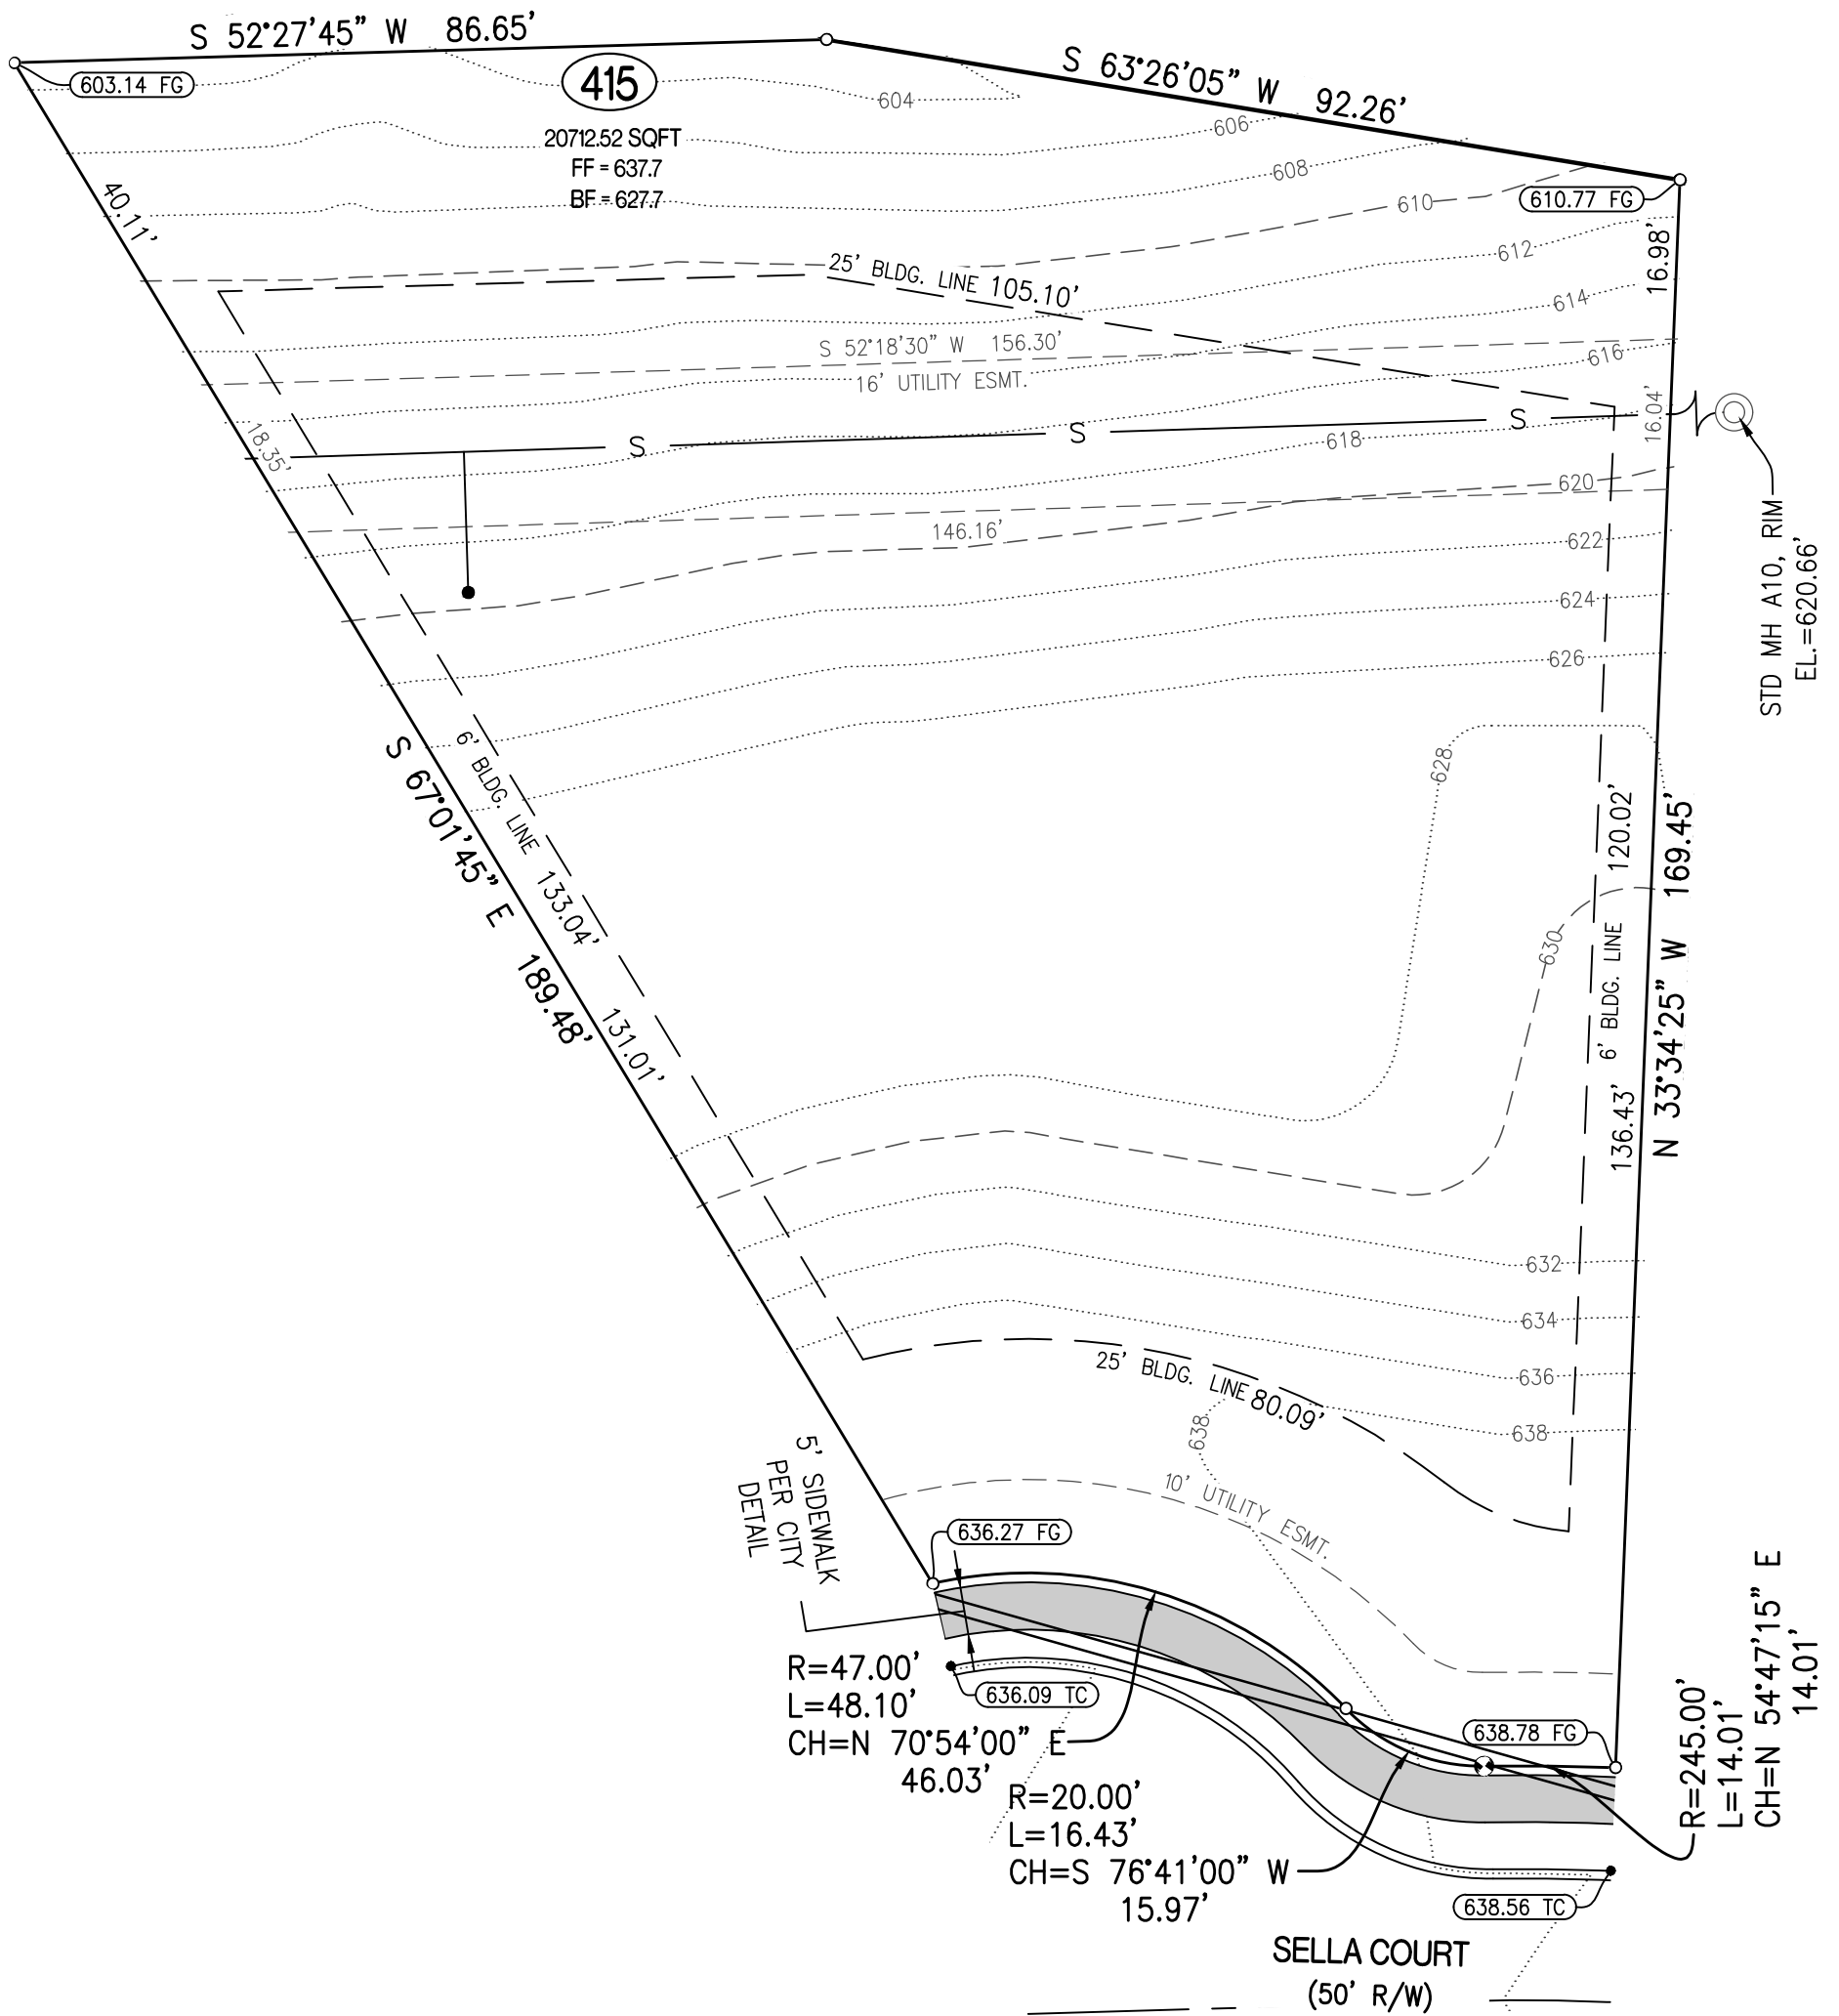 S 52°27'45" W 86.65'
S 63°26'05" W 92.26'
603.14 FG
415
20712.52 SQFT
FF = 637.7
BF = 627.7
604
606
608
610
610.77 FG
40.11'
16.98'
25' BLDG. LINE 105.10'
612
614
S 52°18'30" W 156.30'
16' UTILITY ESMT.
616
16.04'
18.35'
S
S
S
618
620
146.16'
622
624
626
STD MH A10, RIM
EL.=620.66'
S 67°01'45" E 189.48'
6' BLDG. LINE 133.04'
131.01'
628
630
6' BLDG. LINE 120.02'
136.43'
N 33°34'25" W 169.45'
632
634
636
638
25' BLDG. LINE 80.09'
638
10' UTILITY ESMT.
5' SIDEWALK
PER CITY
DETAIL
636.27 FG
636.09 TC
R=47.00'
L=48.10'
CH=N 70°54'00" E
46.03'
R=20.00'
L=16.43'
CH=S 76°41'00" W
15.97'
638.78 FG
638.56 TC
R=245.00'
L=14.01'
CH=N 54°47'15" E
14.01'
SELLA COURT
(50' R/W)